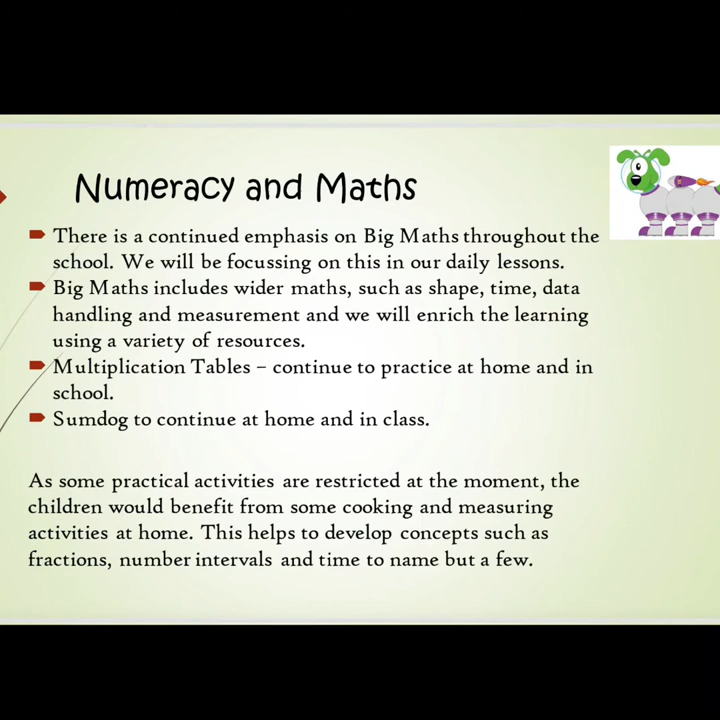 Numeracy and Maths
There is a continued emphasis on Big Maths throughout the
school. We will be focussing on this in our daily lessons.
Big Maths includes wider maths, such as shape, time, data
handling and measurement and we will enrich the learning
using a variety of resources.
Multiplication Tables – continue to practice at home and in
school.
Sumdog to continue at home and in class.
As some practical activities are restricted at the moment, the
children would benefit from some cooking and measuring
activities at home. This helps to develop concepts such as
fractions, number intervals and time to name but a few.